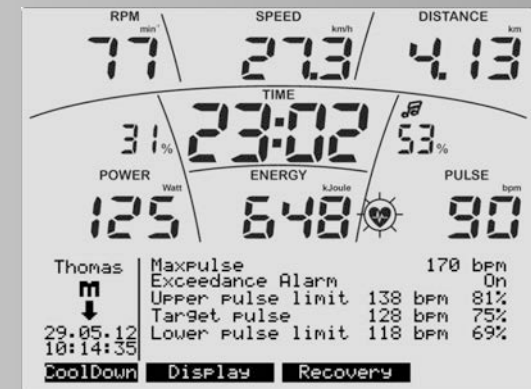 RPM SPEED DISTANCE
min⁻¹ km/h km
77 27.3 4.13
TIME
31% 23:02 53%
POWER ENERGY PULSE
Watt kJoule bpm
125 648 90
Thomas
m
29.05.12
10:14:35
Maxpulse 170 bpm
Exceedance Alarm On
Upper pulse limit 138 bpm 81%
Target pulse 128 bpm 75%
Lower pulse limit 118 bpm 69%
CoolDown Display Recovery